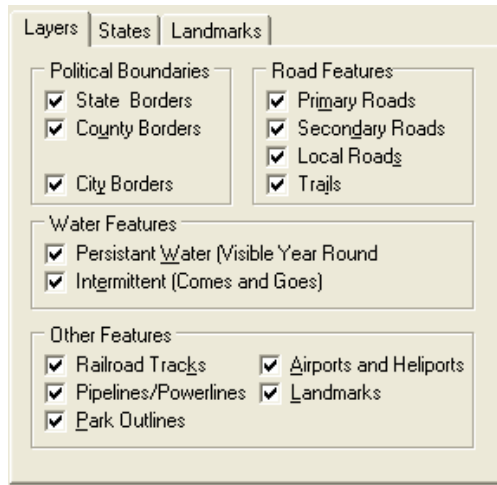 Layers States Landmarks
Political Boundaries
State Borders
County Borders
City Borders
Road Features
Primary Roads
Secondary Roads
Local Roads
Trails
Water Features
Persistant Water (Visible Year Round
Intermittent (Comes and Goes)
Other Features
Railroad Tracks
Pipelines/Powerlines
Park Outlines
Airports and Heliports
Landmarks